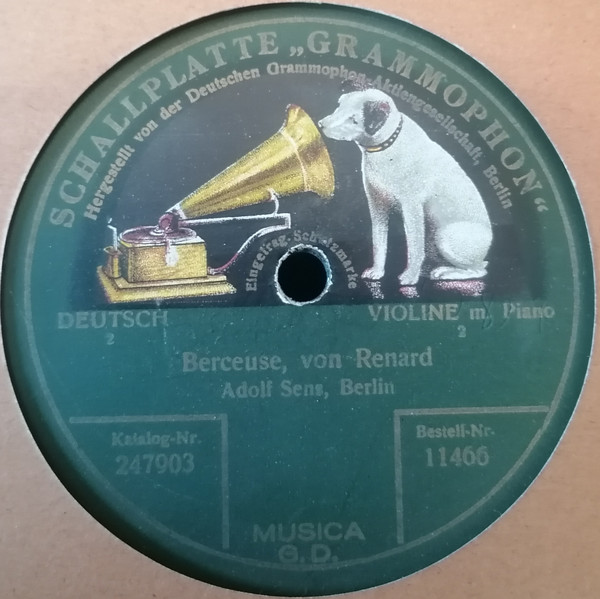 SCHALLPLATTE „GRAMMOPHON“
Hergestellt von der Deutschen Grammophon-Aktiengesellschaft, Berlin
Eingetrag. Schutzmarke
DEUTSCH
2
VIOLINE m. Piano
2
Berceuse, von Renard
Adolf Sens, Berlin
Katalog-Nr.
247903
Bestell-Nr.
11466
MUSICA
G.D.